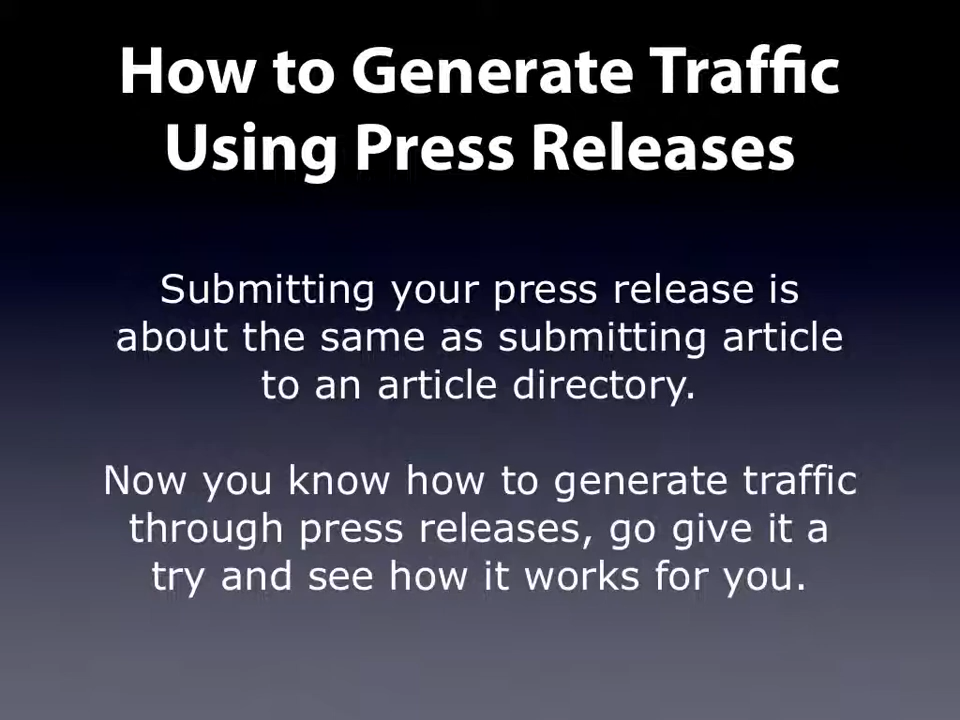 How to Generate Traffic
Using Press Releases
Submitting your press release is
about the same as submitting article
to an article directory.
Now you know how to generate traffic
through press releases, go give it a
try and see how it works for you.